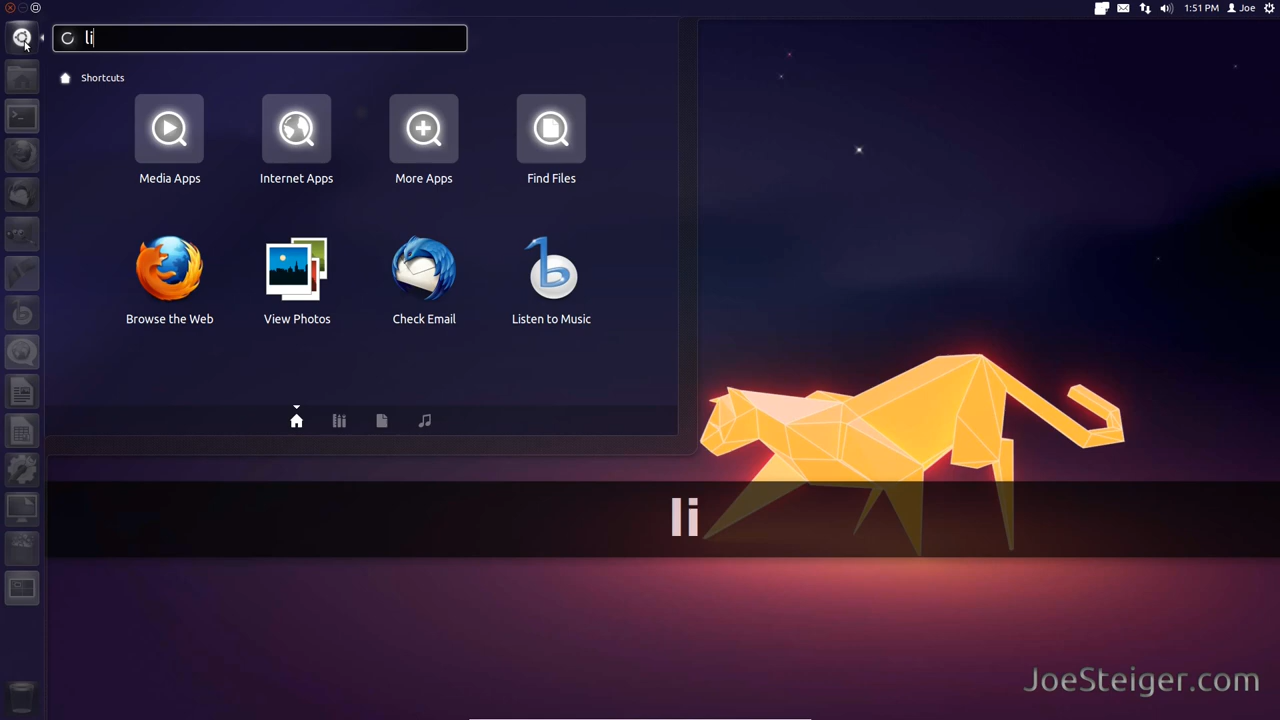 1:51 PM Joe
li
Shortcuts
Media Apps Internet Apps More Apps Find Files
Browse the Web View Photos Check Email Listen to Music
li
JoeSteiger.com